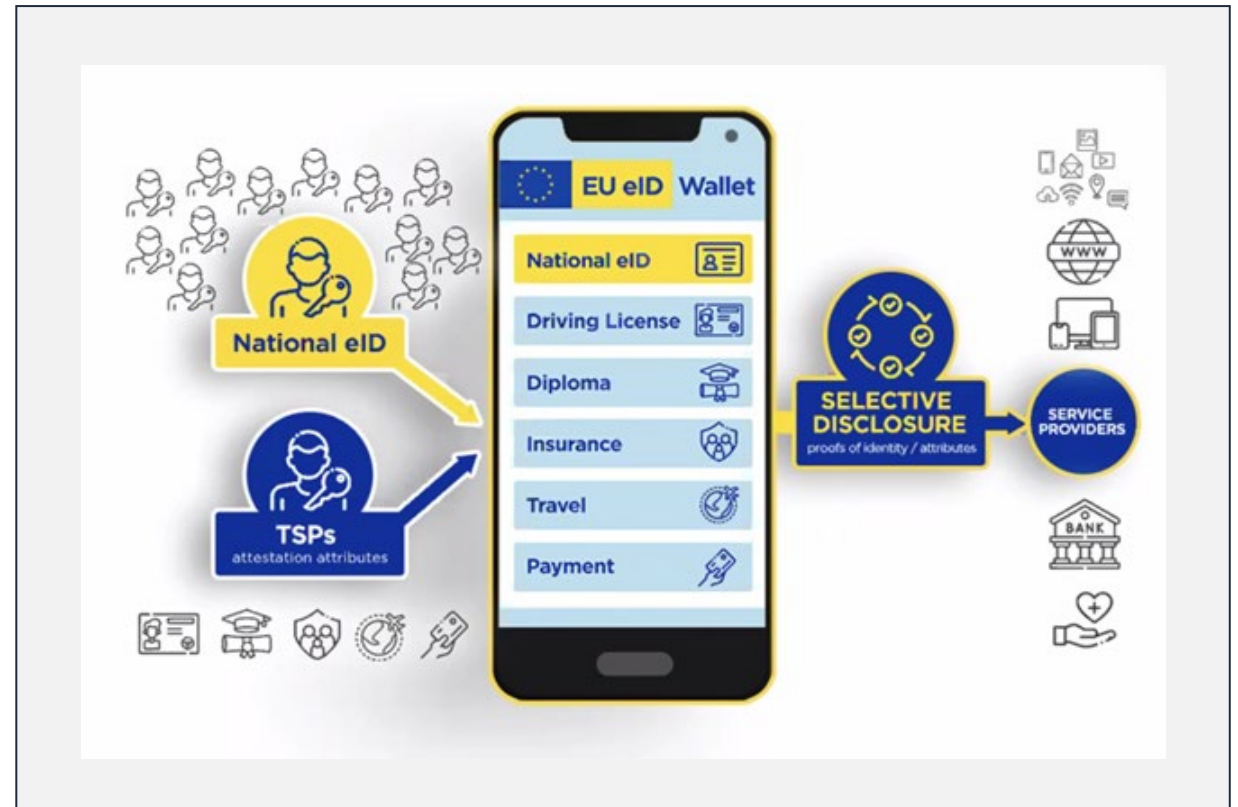 EU eID Wallet
National eID
Driving License
Diploma
Insurance
Travel
Payment
National eID
TSPs
attestation attributes
SELECTIVE
DISCLOSURE
proofs of identity / attributes
WWW
SERVICE
PROVIDERS
BANK